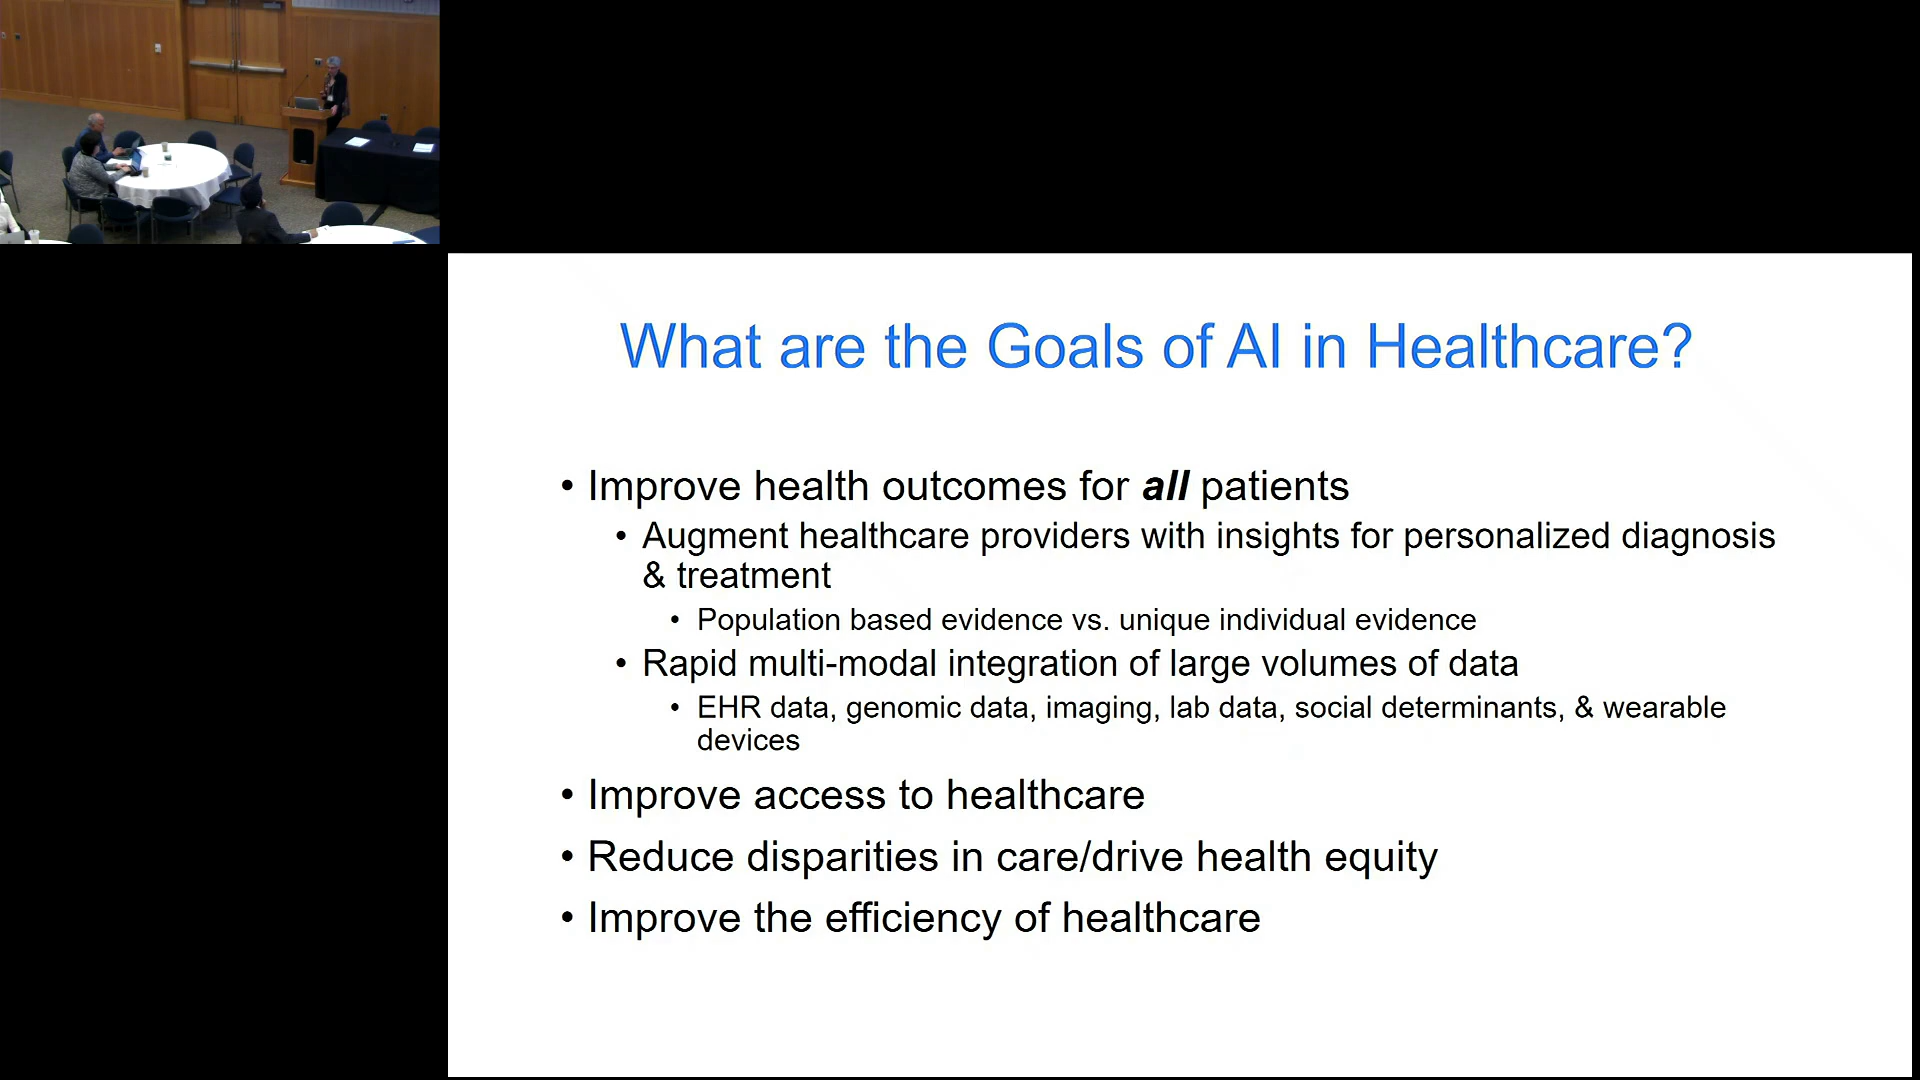 What are the Goals of AI in Healthcare?
• Improve health outcomes for all patients
• Augment healthcare providers with insights for personalized diagnosis
& treatment
• Population based evidence vs. unique individual evidence
• Rapid multi-modal integration of large volumes of data
• EHR data, genomic data, imaging, lab data, social determinants, & wearable
devices
• Improve access to healthcare
• Reduce disparities in care/drive health equity
• Improve the efficiency of healthcare